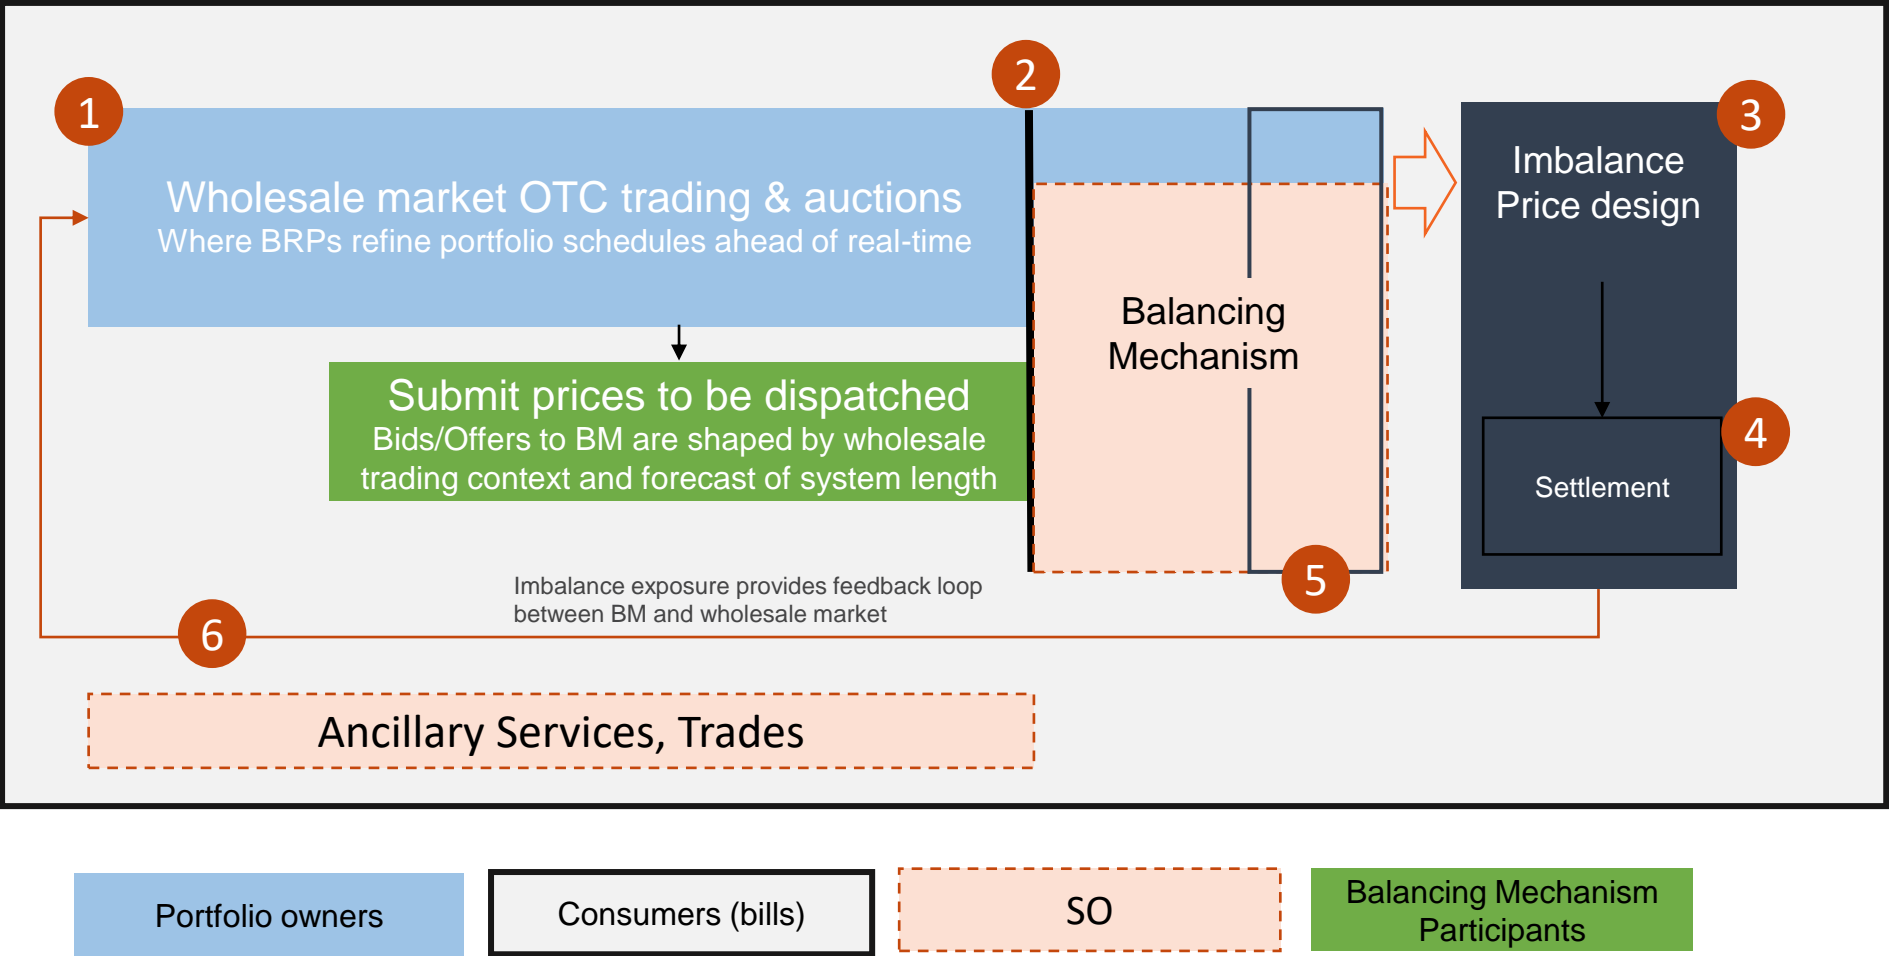 1
2
3
Wholesale market OTC trading & auctions
Where BRPs refine portfolio schedules ahead of real-time
Imbalance
Price design
Balancing
Mechanism
Submit prices to be dispatched
Bids/Offers to BM are shaped by wholesale
trading context and forecast of system length
4
Settlement
5
Imbalance exposure provides feedback loop
between BM and wholesale market
6
Ancillary Services, Trades
Portfolio owners
Consumers (bills)
SO
Balancing Mechanism
Participants